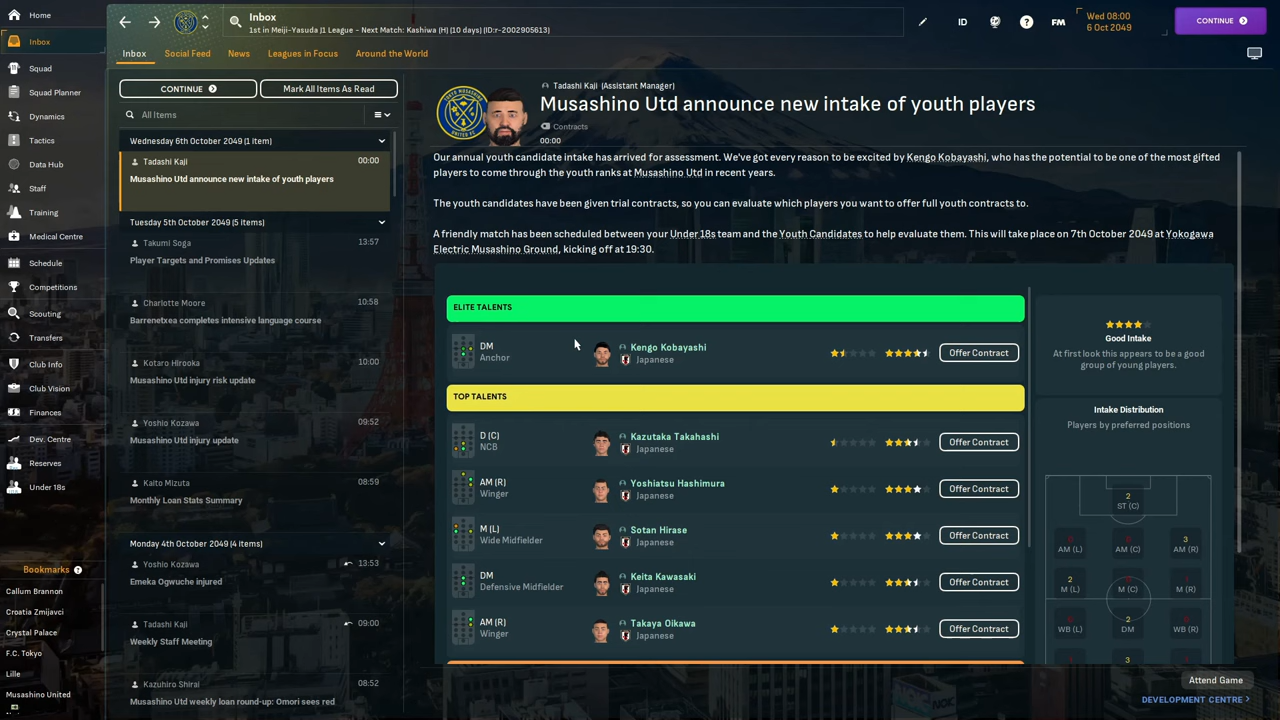 Home
Inbox
Squad
Squad Planner
Dynamics
Tactics
Data Hub
Staff
Training
Medical Centre
Schedule
Competitions
Scouting
Transfers
Club Info
Club Vision
Finances
Dev. Centre
Reserves
Under 18s
Bookmarks ?
Callum Brannon
Croatia Zmijavci
Crystal Palace
F.C. Tokyo
Lille
Musashino United
Inbox
1st in Meiji-Yasuda J1 League - Next Match: Kashiwa (H) (10 days) (ID:r-2002905613)
ID
?
FM
Wed 08:00
6 Oct 2049
CONTINUE
Inbox
Social Feed
News
Leagues in Focus
Around the World
CONTINUE
Mark All Items As Read
All Items
Wednesday 6th October 2049 (1 item)
Tadashi Kaji 00:00
Musashino Utd announce new intake of youth players
Tuesday 5th October 2049 (5 items)
Takumi Soga 13:57
Player Targets and Promises Updates
Charlotte Moore 10:58
Barrenetxea completes intensive language course
Kotaro Hirooka 10:00
Musashino Utd injury risk update
Yoshio Kozawa 09:52
Musashino Utd injury update
Kaito Mizuta 08:59
Monthly Loan Stats Summary
Monday 4th October 2049 (4 items)
Yoshio Kozawa 13:53
Emeka Ogwuche injured
Tadashi Kaji 09:00
Weekly Staff Meeting
Kazuhiro Shirai 08:52
Musashino Utd weekly loan round-up: Omori sees red
Tadashi Kaji (Assistant Manager)
Musashino Utd announce new intake of youth players
Contracts
00:00
Our annual youth candidate intake has arrived for assessment. We've got every reason to be excited by Kengo Kobayashi, who has the potential to be one of the most gifted
players to come through the youth ranks at Musashino Utd in recent years.
The youth candidates have been given trial contracts, so you can evaluate which players you want to offer full youth contracts to.
A friendly match has been scheduled between your Under 18s team and the Youth Candidates to help evaluate them. This will take place on 7th October 2049 at Yokogawa
Electric Musashino Ground, kicking off at 19:30.
ELITE TALENTS
DM
Anchor
Kengo Kobayashi
Japanese
Offer Contract
TOP TALENTS
D (C)
NCB
Kazutaka Takahashi
Japanese
Offer Contract
AM (R)
Winger
Yoshiatsu Hashimura
Japanese
Offer Contract
M (L)
Wide Midfielder
Sotan Hirase
Japanese
Offer Contract
DM
Defensive Midfielder
Keita Kawasaki
Japanese
Offer Contract
AM (R)
Winger
Takaya Oikawa
Japanese
Offer Contract
Good Intake
At first look this appears to be a good
group of young players.
Intake Distribution
Players by preferred positions
2
ST (C)
AM (L)
AM (C)
3
AM (R)
2
M (L)
M (C)
M (R)
WB (L)
2
DM
WB (R)
3
Attend Game
DEVELOPMENT CENTRE